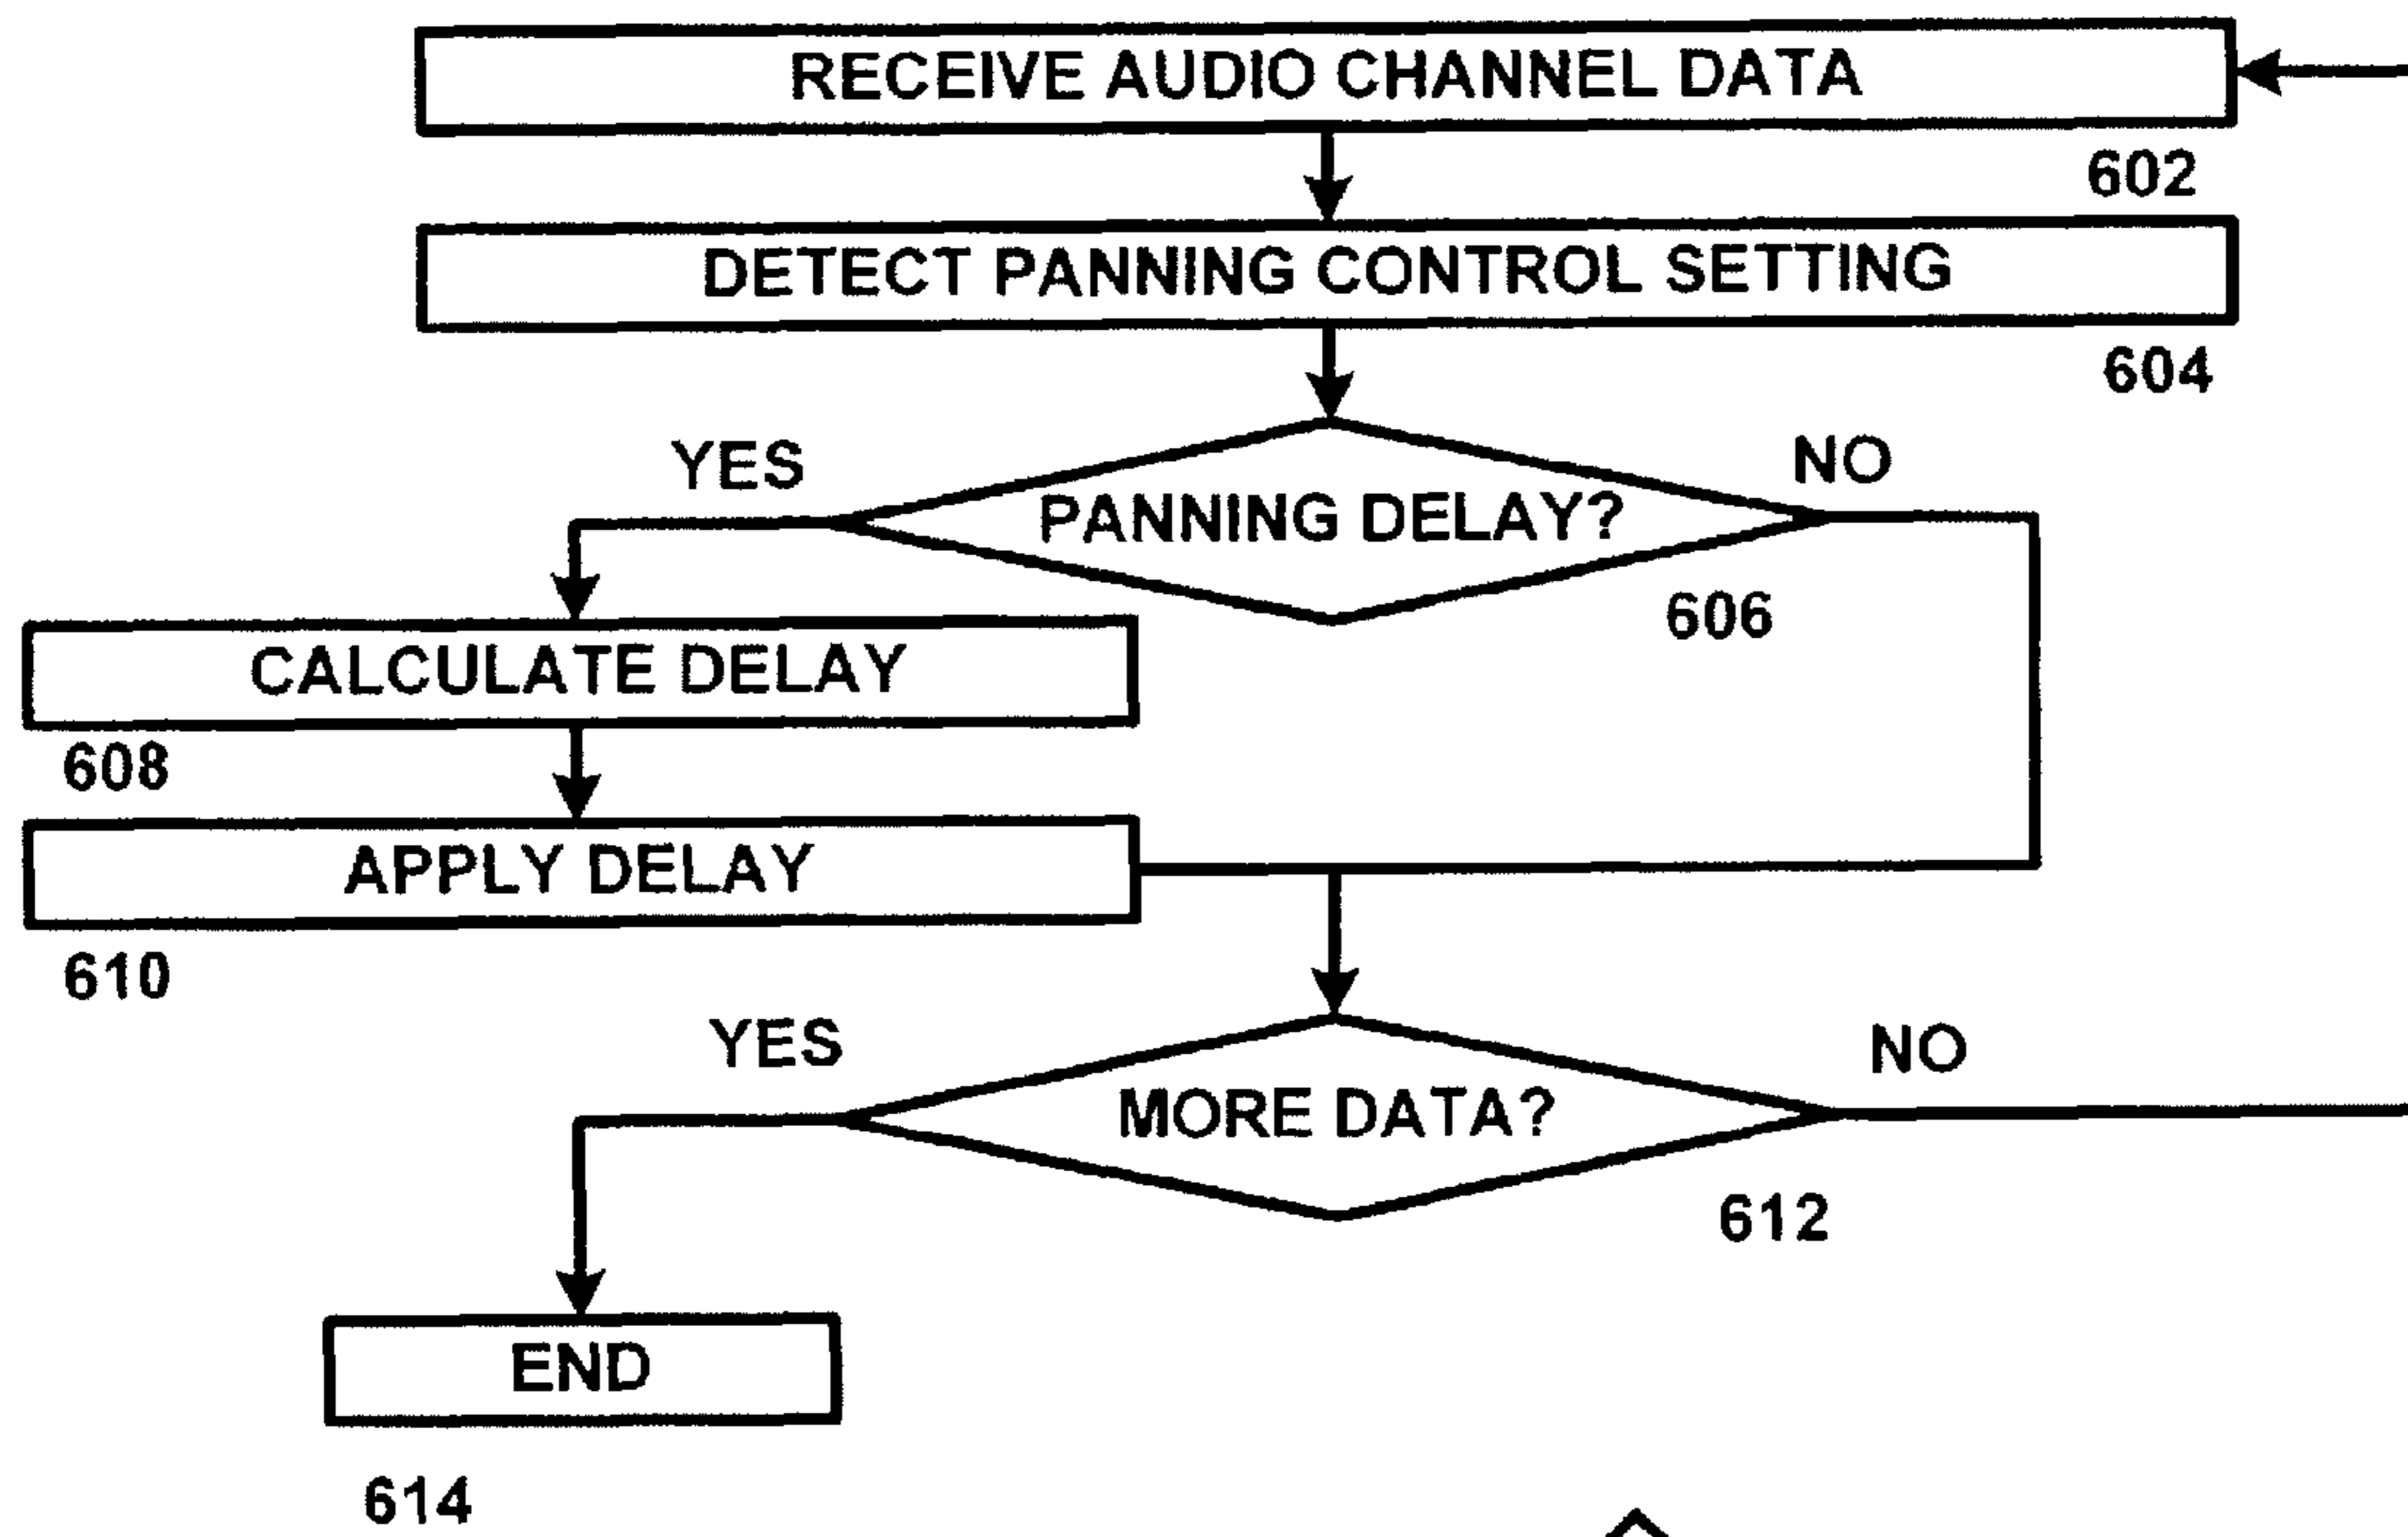 RECEIVE AUDIO CHANNEL DATA
602
DETECT PANNING CONTROL SETTING
604
YES
NO
PANNING DELAY?
606
CALCULATE DELAY
608
APPLY DELAY
610
YES
NO
MORE DATA?
612
END
614